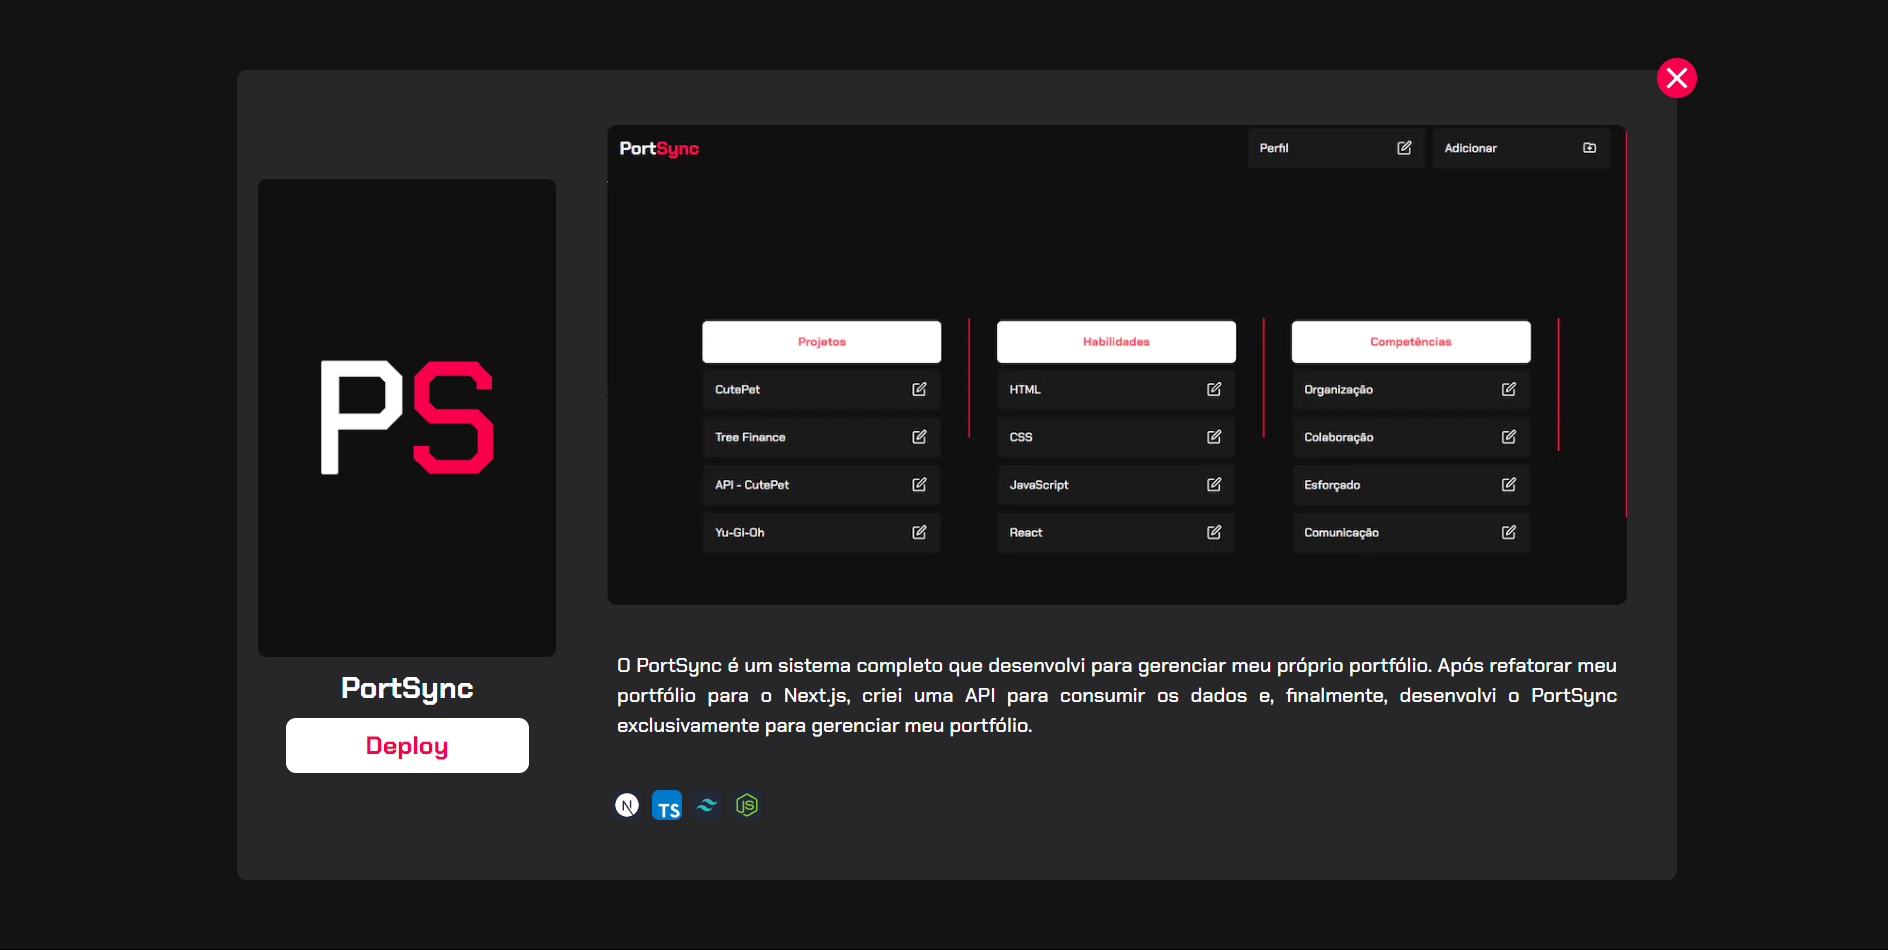 PS
PortSync
Deploy
PortSync
Perfil
Adicionar
Projetos
CutePet
Tree Finance
API - CutePet
Yu-Gi-Oh
Habilidades
HTML
CSS
JavaScript
React
Competências
Organização
Colaboração
Esforçado
Comunicação
O PortSync é um sistema completo que desenvolvi para gerenciar meu próprio portfólio. Após refatorar meu
portfólio para o Next.js, criei uma API para consumir os dados e, finalmente, desenvolvi o PortSync
exclusivamente para gerenciar meu portfólio.
N
TS
JS